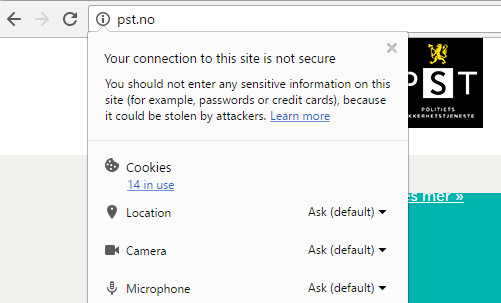 pst.no
Your connection to this site is not secure
You should not enter any sensitive information on this
site (for example, passwords or credit cards), because
it could be stolen by attackers. Learn more
PST
POLITIETS
KKERHETSTJENESTE
Cookies
14 in use
es mer »
Location Ask (default)
Camera Ask (default)
Microphone Ask (default)